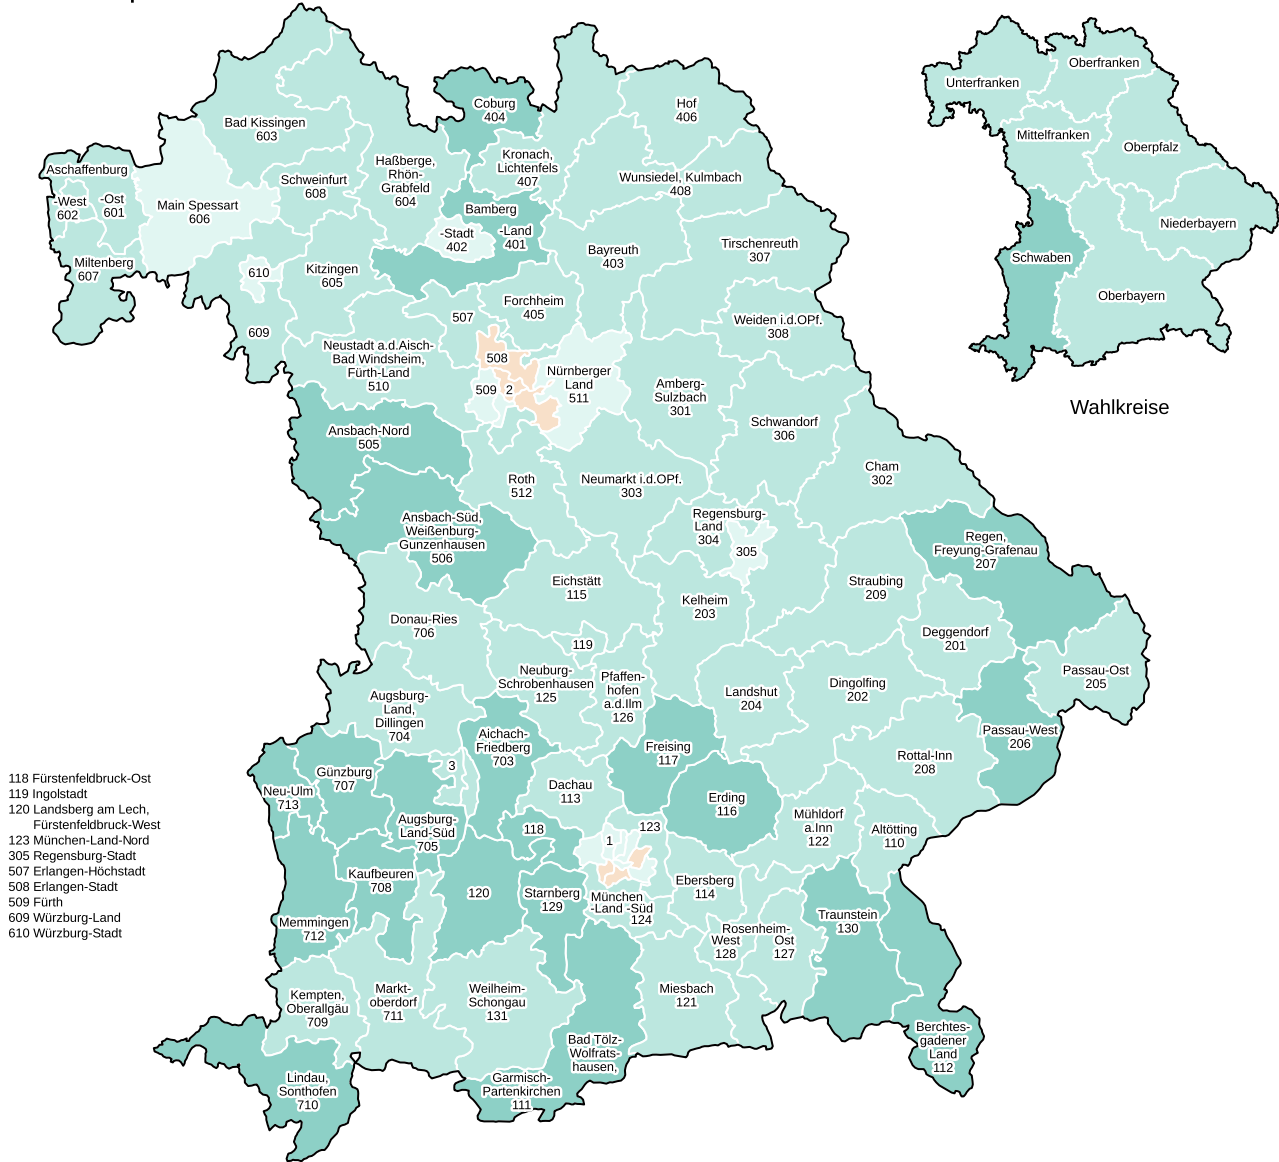 Coburg
404
Hof
406
Bad Kissingen
603
Haßberge,
Rhön-
Grabfeld
604
Kronach,
Lichtenfels
407
Wunsiedel, Kulmbach
408
Aschaffenburg
-West
602
-Ost
601
Schweinfurt
608
Main Spessart
606
Bamberg
-Stadt
402
-Land
401
Bayreuth
403
Tirschenreuth
307
Miltenberg
607
610
Kitzingen
605
Forchheim
405
507
609
Weiden i.d.OPf.
308
Neustadt a.d.Aisch-
Bad Windsheim,
Fürth-Land
510
508
509
2
Nürnberger
Land
511
Amberg-
Sulzbach
301
Schwandorf
306
Ansbach-Nord
505
Cham
302
Roth
512
Neumarkt i.d.OPf.
303
Ansbach-Süd,
Weißenburg-
Gunzenhausen
506
Regensburg-
Land
304
305
Regen,
Freyung-Grafenau
207
Eichstätt
115
Straubing
209
Kelheim
203
Donau-Ries
706
Deggendorf
201
119
Neuburg-
Schrobenhausen
125
Pfaffen-
hofen
a.d.Ilm
126
Passau-Ost
205
Augsburg-
Land,
Dillingen
704
Landshut
204
Dingolfing
202
Aichach-
Friedberg
703
Freising
117
Passau-West
206
Rottal-Inn
208
Günzburg
707
3
Neu-Ulm
713
Dachau
113
Erding
116
Augsburg-
Land-Süd
705
118
123
1
Mühldorf
a.Inn
122
Altötting
110
Kaufbeuren
708
120
Starnberg
129
Ebersberg
114
München
-Land -Süd
124
Memmingen
712
Traunstein
130
Rosenheim-
West
128
Ost
127
Kempten,
Oberallgäu
709
Markt-
oberdorf
711
Weilheim-
Schongau
131
Miesbach
121
Bad Tölz-
Wolfrats-
hausen,
Garmisch-
Partenkirchen
111
Berchtes-
gadener
Land
112
Lindau,
Sonthofen
710
118 Fürstenfeldbruck-Ost
119 Ingolstadt
120 Landsberg am Lech,
Fürstenfeldbruck-West
123 München-Land-Nord
305 Regensburg-Stadt
507 Erlangen-Höchstadt
508 Erlangen-Stadt
509 Fürth
609 Würzburg-Land
610 Würzburg-Stadt
Oberfranken
Unterfranken
Mittelfranken
Oberpfalz
Niederbayern
Schwaben
Oberbayern
Wahlkreise